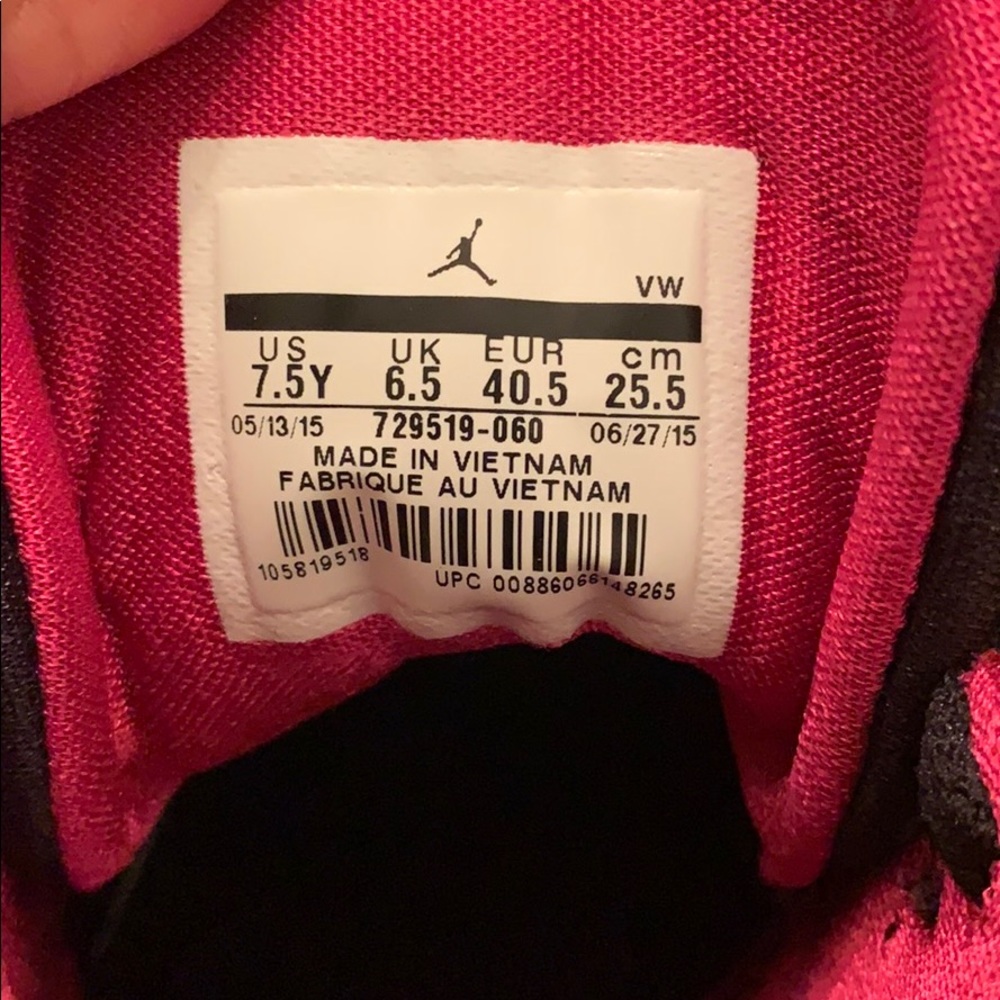 VW
US UK EUR cm
7.5Y 6.5 40.5 25.5
05/13/15 729519-060 06/27/15
MADE IN VIETNAM
FABRIQUE AU VIETNAM
105819518
UPC 00886066148265